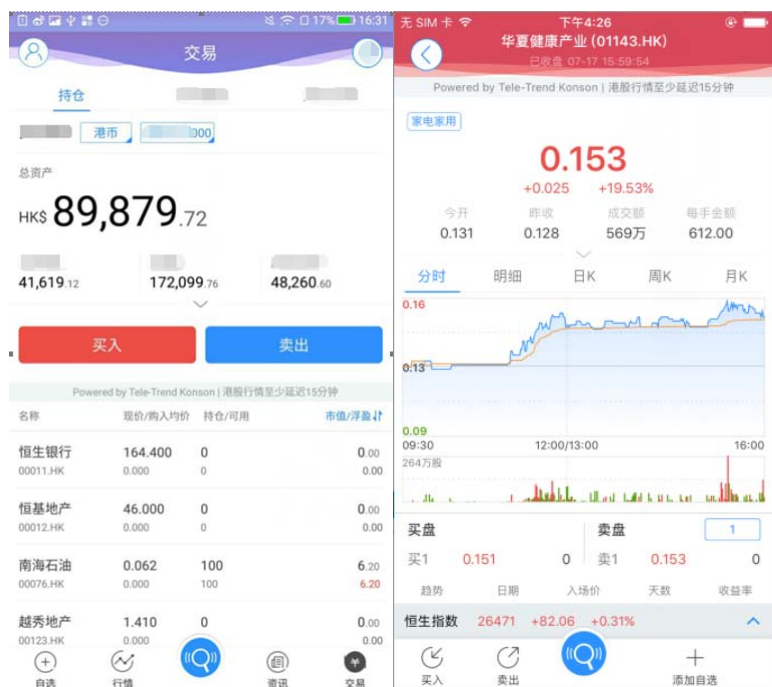 17% 16:31
交易
持仓
港币 000
总资产
HK$ 89,879.72
41,619.12 172,099.76 48,260.60
买入 卖出
Powered by Tele-Trend Konson | 港股行情至少延迟15分钟
名称 现价/购入均价 持仓/可用 市值/浮盈
恒生银行 164.400 0 0.00
00011.HK 0.000 0 0.00
恒基地产 46.000 0 0.00
00012.HK 0.000 0 0.00
南海石油 0.062 100 6.20
00076.HK 0.000 100 6.20
越秀地产 1.410 0 0.00
00123.HK 0.000 0.00
自选 行情 资讯 交易
无 SIM 卡 下午4:26
华夏健康产业 (01143.HK)
已收盘 07-17 15:59:54
Powered by Tele-Trend Konson | 港股行情至少延迟15分钟
家电家用
0.153
+0.025 +19.53%
今开 昨收 成交额 每手金额
0.131 0.128 569万 612.00
分时 明细 日K 周K 月K
0.16
0.13
0.09
09:30 12:00/13:00 16:00
264万股
买盘 卖盘 1
买1 0.151 0 卖1 0.153 0
趋势 日期 入场价 天数 收益率
恒生指数 26471 +82.06 +0.31%
买入 卖出 添加自选